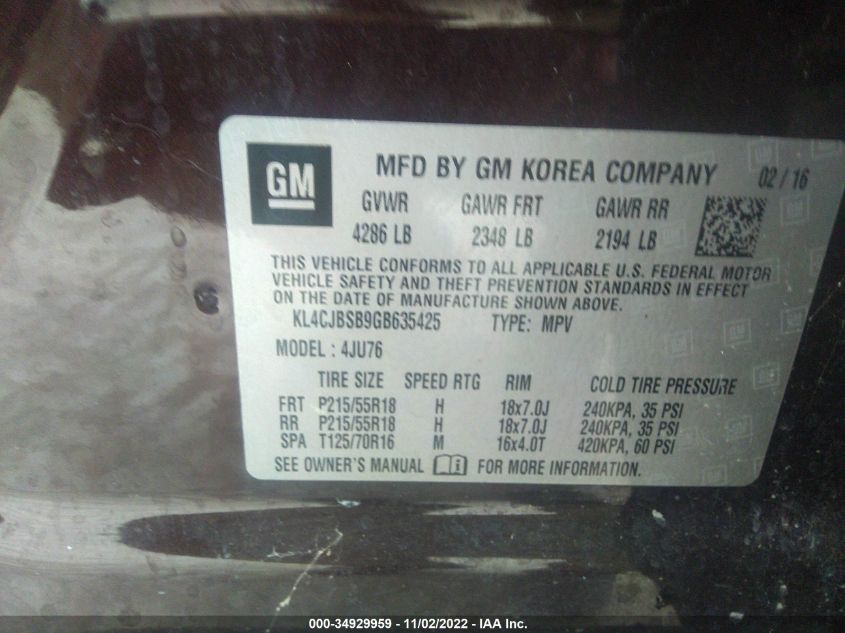 GM MFD BY GM KOREA COMPANY 02/16
GVWR GAWR FRT GAWR RR
4286 LB 2348 LB 2194 LB
THIS VEHICLE CONFORMS TO ALL APPLICABLE U.S. FEDERAL MOTOR
VEHICLE SAFETY AND THEFT PREVENTION STANDARDS IN EFFECT
ON THE DATE OF MANUFACTURE SHOWN ABOVE.
KL4CJBSB9GB635425 TYPE: MPV
MODEL : 4JU76
TIRE SIZE SPEED RTG RIM COLD TIRE PRESSURE
FRT P215/55R18 H 18x7.0J 240KPA, 35 PSI
RR P215/55R18 H 18x7.0J 240KPA, 35 PSI
SPA T125/70R16 M 16x4.0T 420KPA, 60 PSI
SEE OWNER'S MANUAL FOR MORE INFORMATION.
000-34929959 - 11/02/2022 - IAA Inc.